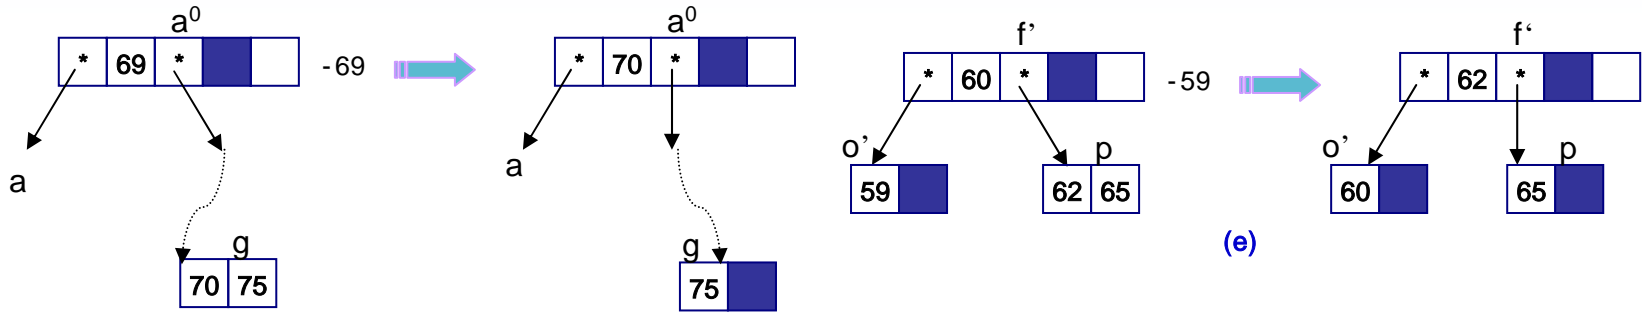 a⁰ a⁰ f’ f‘
* 69 * -69 * 70 * * 60 * -59 * 62 *
a a o’ p o’ p
59 62 65 60 65
g g (e)
70 75 75